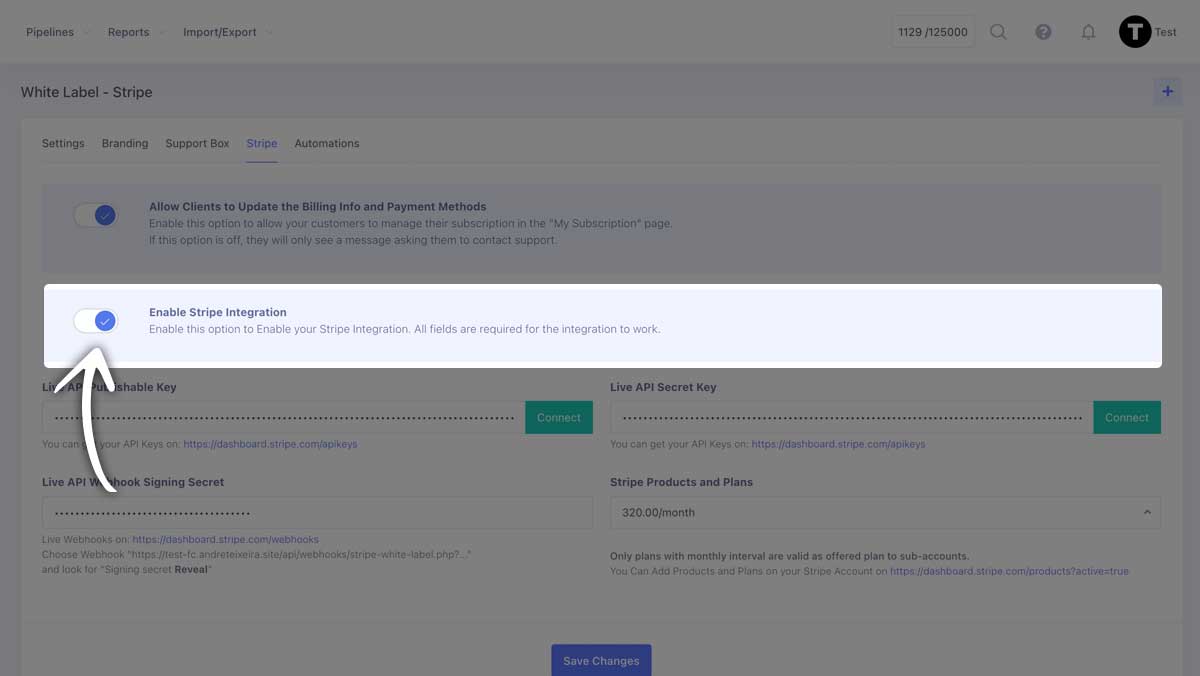 Pipelines Reports Import/Export 1129 /125000 T Test
White Label - Stripe +
Settings Branding Support Box Stripe Automations
Allow Clients to Update the Billing Info and Payment Methods
Enable this option to allow your customers to manage their subscription in the "My Subscription" page.
If this option is off, they will only see a message asking them to contact support.
Enable Stripe Integration
Enable this option to Enable your Stripe Integration. All fields are required for the integration to work.
Live API Publishable Key
Connect
You can get your API Keys on: https://dashboard.stripe.com/apikeys
Live API Secret Key
Connect
You can get your API Keys on: https://dashboard.stripe.com/apikeys
Live API Webhook Signing Secret
Live Webhooks on: https://dashboard.stripe.com/webhooks
Choose Webhook "https://test-fc.andreteixeira.site/api/webhooks/stripe-white-label.php?..."
and look for "Signing secret Reveal"
Stripe Products and Plans
320.00/month
Only plans with monthly interval are valid as offered plan to sub-accounts.
You Can Add Products and Plans on your Stripe Account on https://dashboard.stripe.com/products?active=true
Save Changes